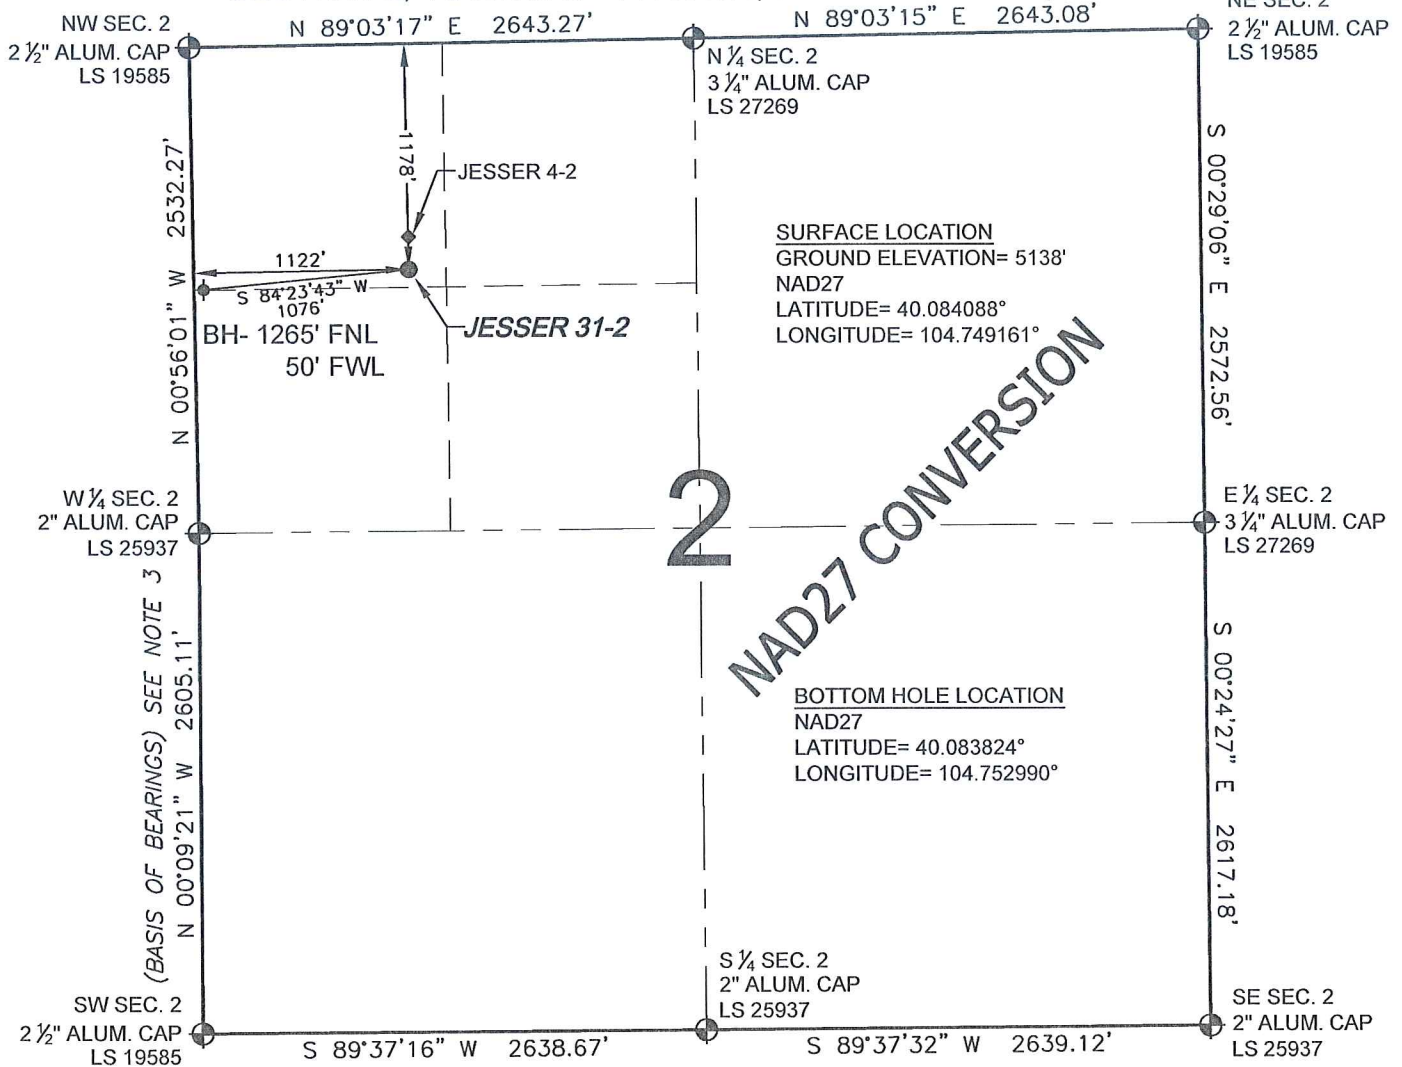 NW SEC. 2
2 ½" ALUM. CAP
LS 19585
N 89°03'17" E 2643.27'
N 89°03'15" E 2643.08'
NE SEC. 2
2 ½" ALUM. CAP
LS 19585
N ¼ SEC. 2
3 ¼" ALUM. CAP
LS 27269
N 00°56'01" W 2532.27'
1178'
JESSER 4-2
1122'
S 84°23'43" W
1076'
BH- 1265' FNL
50' FWL
JESSER 31-2
SURFACE LOCATION
GROUND ELEVATION= 5138'
NAD27
LATITUDE= 40.084088°
LONGITUDE= 104.749161°
S 00°29'06" E 2572.56'
NAD27 CONVERSION
W ¼ SEC. 2
2" ALUM. CAP
LS 25937
2
E ¼ SEC. 2
3 ¼" ALUM. CAP
LS 27269
(BASIS OF BEARINGS) SEE NOTE 3
N 00°09'21" W 2605.11'
BOTTOM HOLE LOCATION
NAD27
LATITUDE= 40.083824°
LONGITUDE= 104.752990°
S 00°24'27" E 2617.18'
SW SEC. 2
2 ½" ALUM. CAP
LS 19585
S 89°37'16" W 2638.67'
S ¼ SEC. 2
2" ALUM. CAP
LS 25937
S 89°37'32" W 2639.12'
SE SEC. 2
2" ALUM. CAP
LS 25937